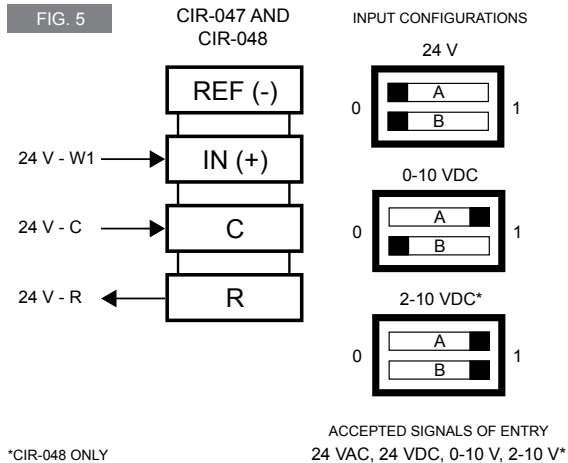 FIG. 5
CIR-047 AND
CIR-048
REF (-)
24 V - W1
IN (+)
24 V - C
C
24 V - R
R
*CIR-048 ONLY
INPUT CONFIGURATIONS
24 V
0
A
B
1
0-10 VDC
0
A
B
1
2-10 VDC*
0
A
B
1
ACCEPTED SIGNALS OF ENTRY
24 VAC, 24 VDC, 0-10 V, 2-10 V*